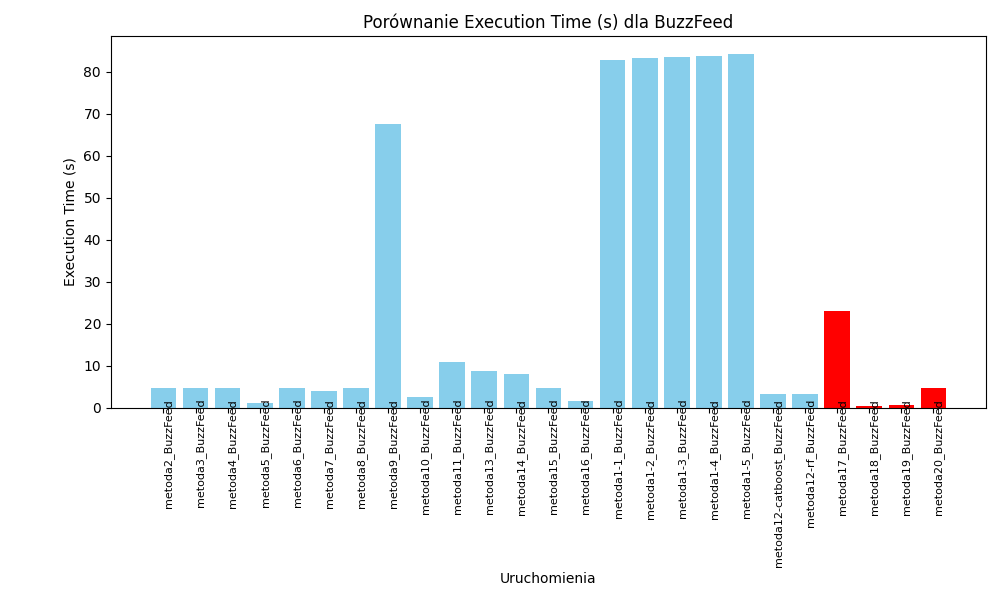 Porównanie Execution Time (s) dla BuzzFeed
Execution Time (s)
80
70
60
50
40
30
20
10
0
metoda2_BuzzFeed
metoda3_BuzzFeed
metoda4_BuzzFeed
metoda5_BuzzFeed
metoda6_BuzzFeed
metoda7_BuzzFeed
metoda8_BuzzFeed
metoda9_BuzzFeed
metoda10_BuzzFeed
metoda11_BuzzFeed
metoda13_BuzzFeed
metoda14_BuzzFeed
metoda15_BuzzFeed
metoda16_BuzzFeed
metoda1-1_BuzzFeed
metoda1-2_BuzzFeed
metoda1-3_BuzzFeed
metoda1-4_BuzzFeed
metoda1-5_BuzzFeed
metoda12-catboost_BuzzFeed
metoda12-rf_BuzzFeed
metoda17_BuzzFeed
metoda18_BuzzFeed
metoda19_BuzzFeed
metoda20_BuzzFeed
Uruchomienia